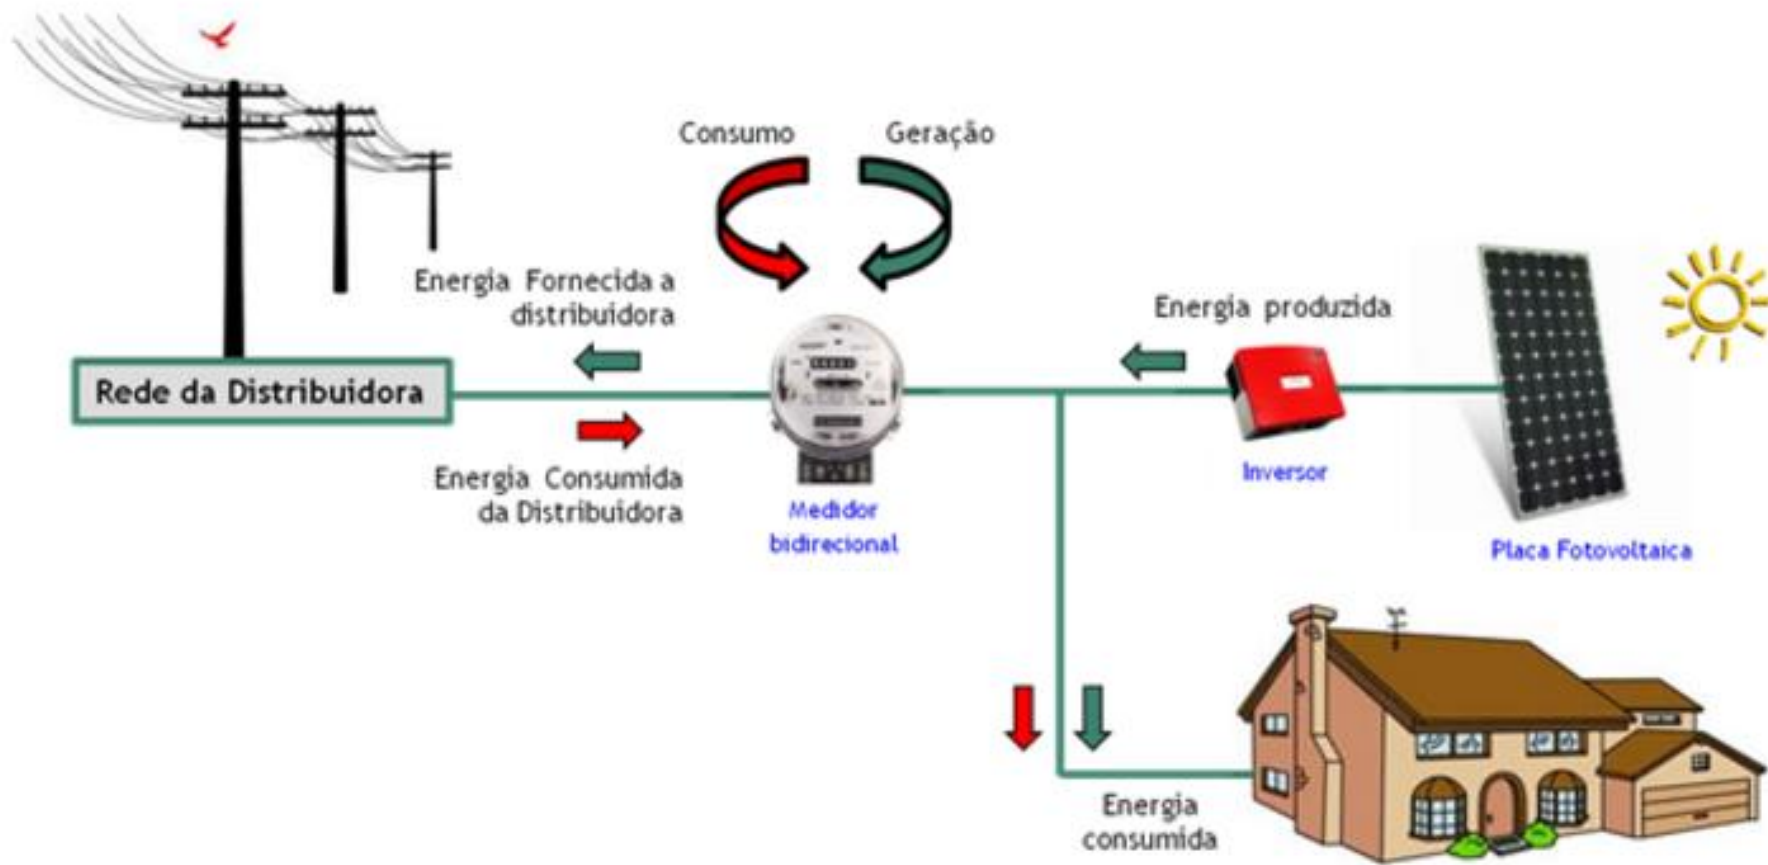 Consumo
Geração
Energia Fornecida a
distribuidora
Energia produzida
Rede da Distribuidora
Energia Consumida
da Distribuidora
Medidor
bidirecional
Inversor
Placa Fotovoltaica
Energia
consumida